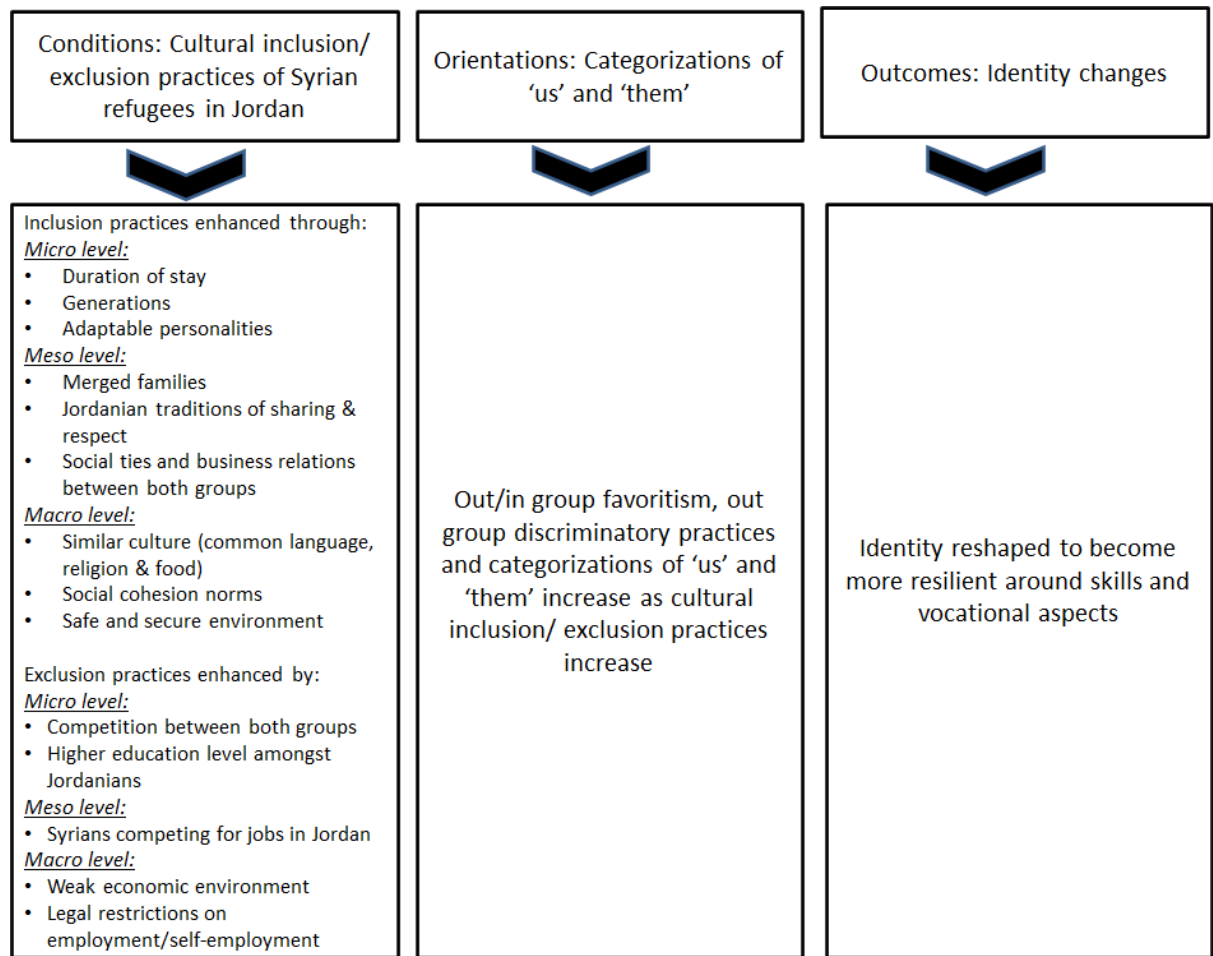 Conditions: Cultural inclusion/
exclusion practices of Syrian
refugees in Jordan
Orientations: Categorizations of
‘us’ and ‘them’
Outcomes: Identity changes
Inclusion practices enhanced through:
Micro level:
• Duration of stay
• Generations
• Adaptable personalities
Meso level:
• Merged families
• Jordanian traditions of sharing &
respect
• Social ties and business relations
between both groups
Macro level:
• Similar culture (common language,
religion & food)
• Social cohesion norms
• Safe and secure environment
Exclusion practices enhanced by:
Micro level:
• Competition between both groups
• Higher education level amongst
Jordanians
Meso level:
• Syrians competing for jobs in Jordan
Macro level:
• Weak economic environment
• Legal restrictions on
employment/self-employment
Out/in group favoritism, out
group discriminatory practices
and categorizations of ‘us’ and
‘them’ increase as cultural
inclusion/ exclusion practices
increase
Identity reshaped to become
more resilient around skills and
vocational aspects